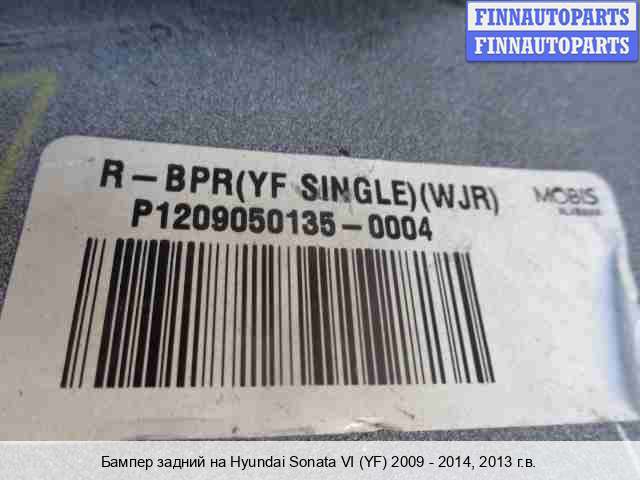 FINNAUTOPARTS
FINNAUTOPARTS
R-BPR(YF SINGLE)(WJR)
MOBIS
ALABAMA
P1209050135-0004
Бампер задний на Hyundai Sonata VI (YF) 2009 - 2014, 2013 г.в.